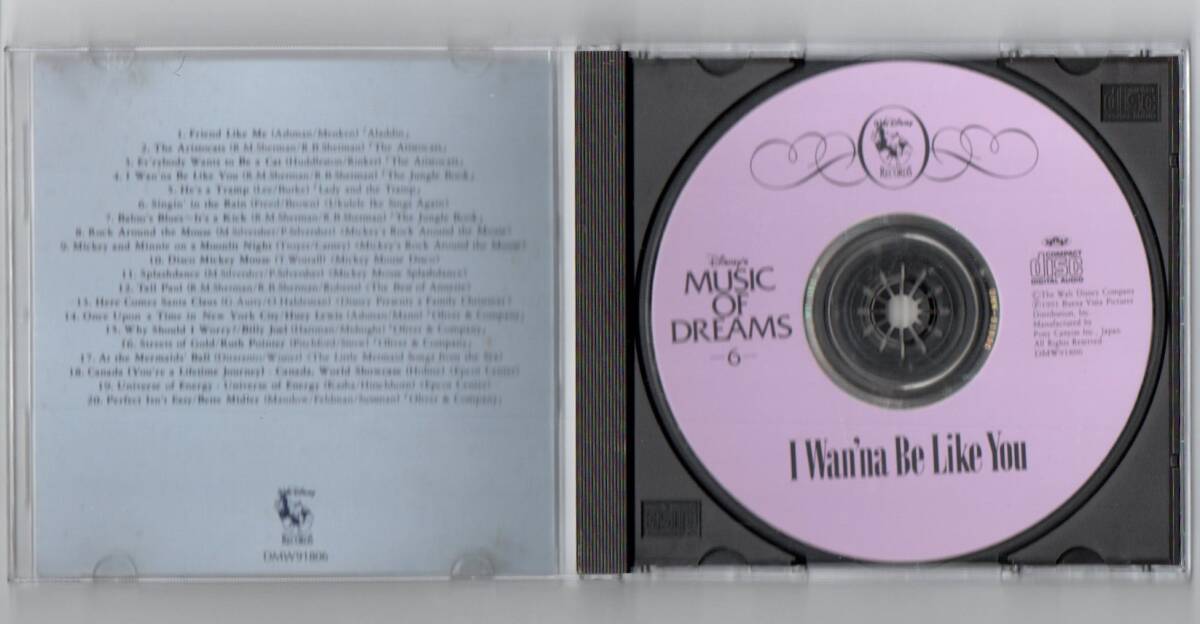 1. Friend Like Me (Ashman/Menken)「Aladdin」
2. The Aristocats (R.M.Sherman/R.B.Sherman)「The Aristocats」
3. Ev'rybody Wants to Be a Cat (Huddleston/Rinker)「The Aristocats」
4. I Wan'na Be Like You (R.M.Sherman/R.B.Sherman)「The Jungle Book」
5. He's a Tramp (Lee/Burke)「Lady and the Tramp」
6. Singin' in the Rain (Freed/Brown) (Ukulele Ike Sings Again)
7. Baloo's Blues~It's a Kick (R.M.Sherman/R.B.Sherman)「The Jungle Book」
8. Rock Around the Mouse (M.Silversher/P.Silversher) (Mickey's Rock Around the Mouse)
9. Mickey and Minnie on a Moonlit Night (Troyer/Lamey) (Mickey's Rock Around the Mouse)
10. Disco Mickey Mouse (T.Worrall) (Mickey Mouse Disco)
11. Splashdance (M.Silversher/P.Silversher) (Mickey Mouse Splashdance)
12. Tall Paul (R.M.Sherman/R.B.Sherman/Roberts) (The Best of Annette)
13. Here Comes Santa Claus (G.Autry/O.Haldeman) (Disney Presents a Family Christmas)
14. Once Upon a Time in New York City/Huey Lewis (Ashman/Mann)「Oliver & Company」
15. Why Should I Worry?/Billy Joel (Hartman/Midnight)「Oliver & Company」
16. Streets of Gold/Ruth Pointer (Pitchford/Snow)「Oliver & Company」
17. At the Mermaids' Ball (Songs from the Sea)
18. Canada (You're a Lifetime Journey) - Canada, World Showcase (Holmes) (Epcot Center)
19. Universe of Energy - Universe of Energy (Kasha/Hirschhorn) (Epcot Center)
20. Perfect Isn't Easy/Bette Midler (Manilow/Feldman/Sussman)「Oliver & Company」
Walt Disney
RECORDS
DMW91806
Walt Disney
RECORDS
Disney's
MUSIC
OF
DREAMS
6
COMPACT
disc
DIGITAL AUDIO
©The Walt Disney Company
Buena Vista Pictures
Distribution, Inc.
Manufactured by
Pony Canyon Inc., Japan
All Rights Reserved
DMW91806
I Wan'na Be Like You